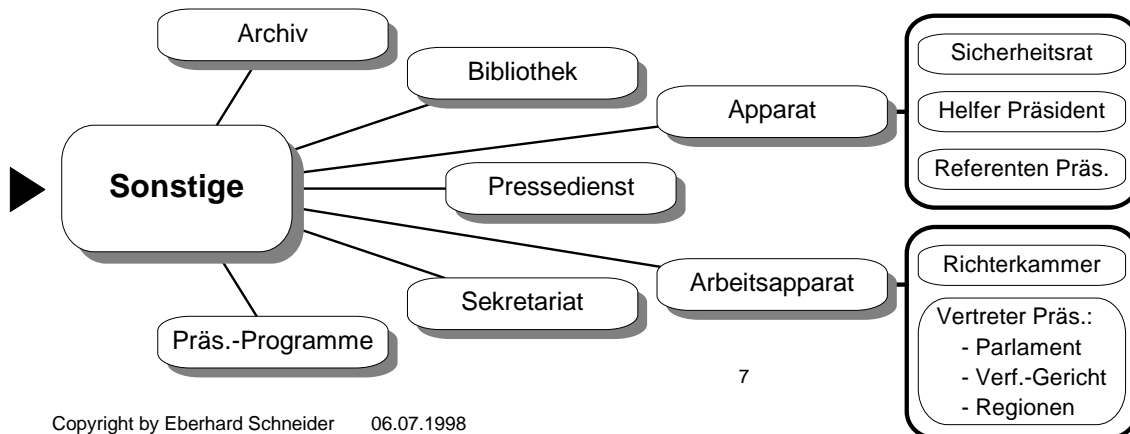 Archiv
Bibliothek
Sonstige
Apparat
Sicherheitsrat
Helfer Präsident
Referenten Präs.
Pressedienst
Arbeitsapparat
Richterkammer
Vertreter Präs.:
- Parlament
- Verf.-Gericht
- Regionen
Sekretariat
Präs.-Programme
7
Copyright by Eberhard Schneider 06.07.1998